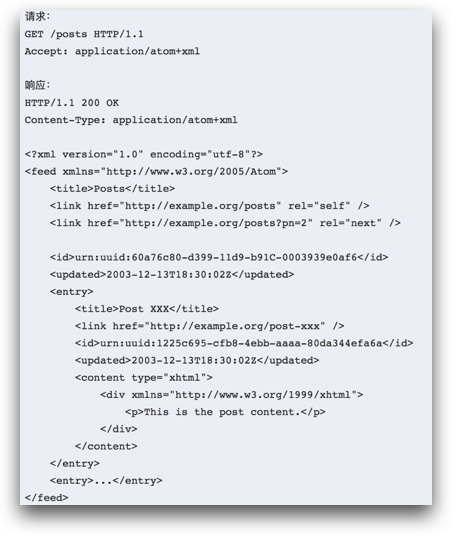 请求：
GET /posts HTTP/1.1
Accept: application/atom+xml

响应：
HTTP/1.1 200 OK
Content-Type: application/atom+xml

<?xml version="1.0" encoding="utf-8"?>
<feed xmlns="http://www.w3.org/2005/Atom">
    <title>Posts</title>
    <link href="http://example.org/posts" rel="self" />
    <link href="http://example.org/posts?pn=2" rel="next" />

    <id>urn:uuid:60a76c80-d399-11d9-b91C-0003939e0af6</id>
    <updated>2003-12-13T18:30:02Z</updated>
    <entry>
        <title>Post XXX</title>
        <link href="http://example.org/post-xxx" />
        <id>urn:uuid:1225c695-cfb8-4ebb-aaaa-80da344efa6a</id>
        <updated>2003-12-13T18:30:02Z</updated>
        <content type="xhtml">
            <div xmlns="http://www.w3.org/1999/xhtml">
                <p>This is the post content.</p>
            </div>
        </content>
    </entry>
    <entry>...</entry>
</feed>